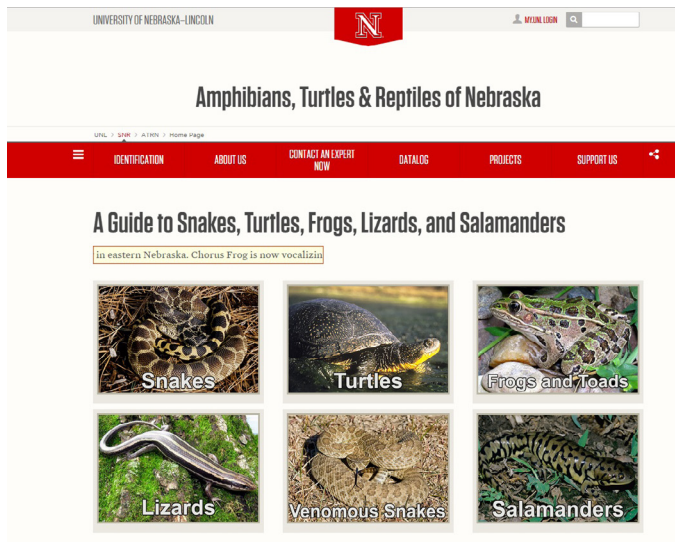 UNIVERSITY OF NEBRASKA–LINCOLN
N
MY.UNL LOGIN
Amphibians, Turtles & Reptiles of Nebraska
UNL > SNR > ATRN > Home Page
IDENTIFICATION
ABOUT US
CONTACT AN EXPERT
NOW
DATALOG
PROJECTS
SUPPORT US
A Guide to Snakes, Turtles, Frogs, Lizards, and Salamanders
in eastern Nebraska. Chorus Frog is now vocalizin
Snakes
Turtles
Frogs and Toads
Lizards
Venomous Snakes
Salamanders